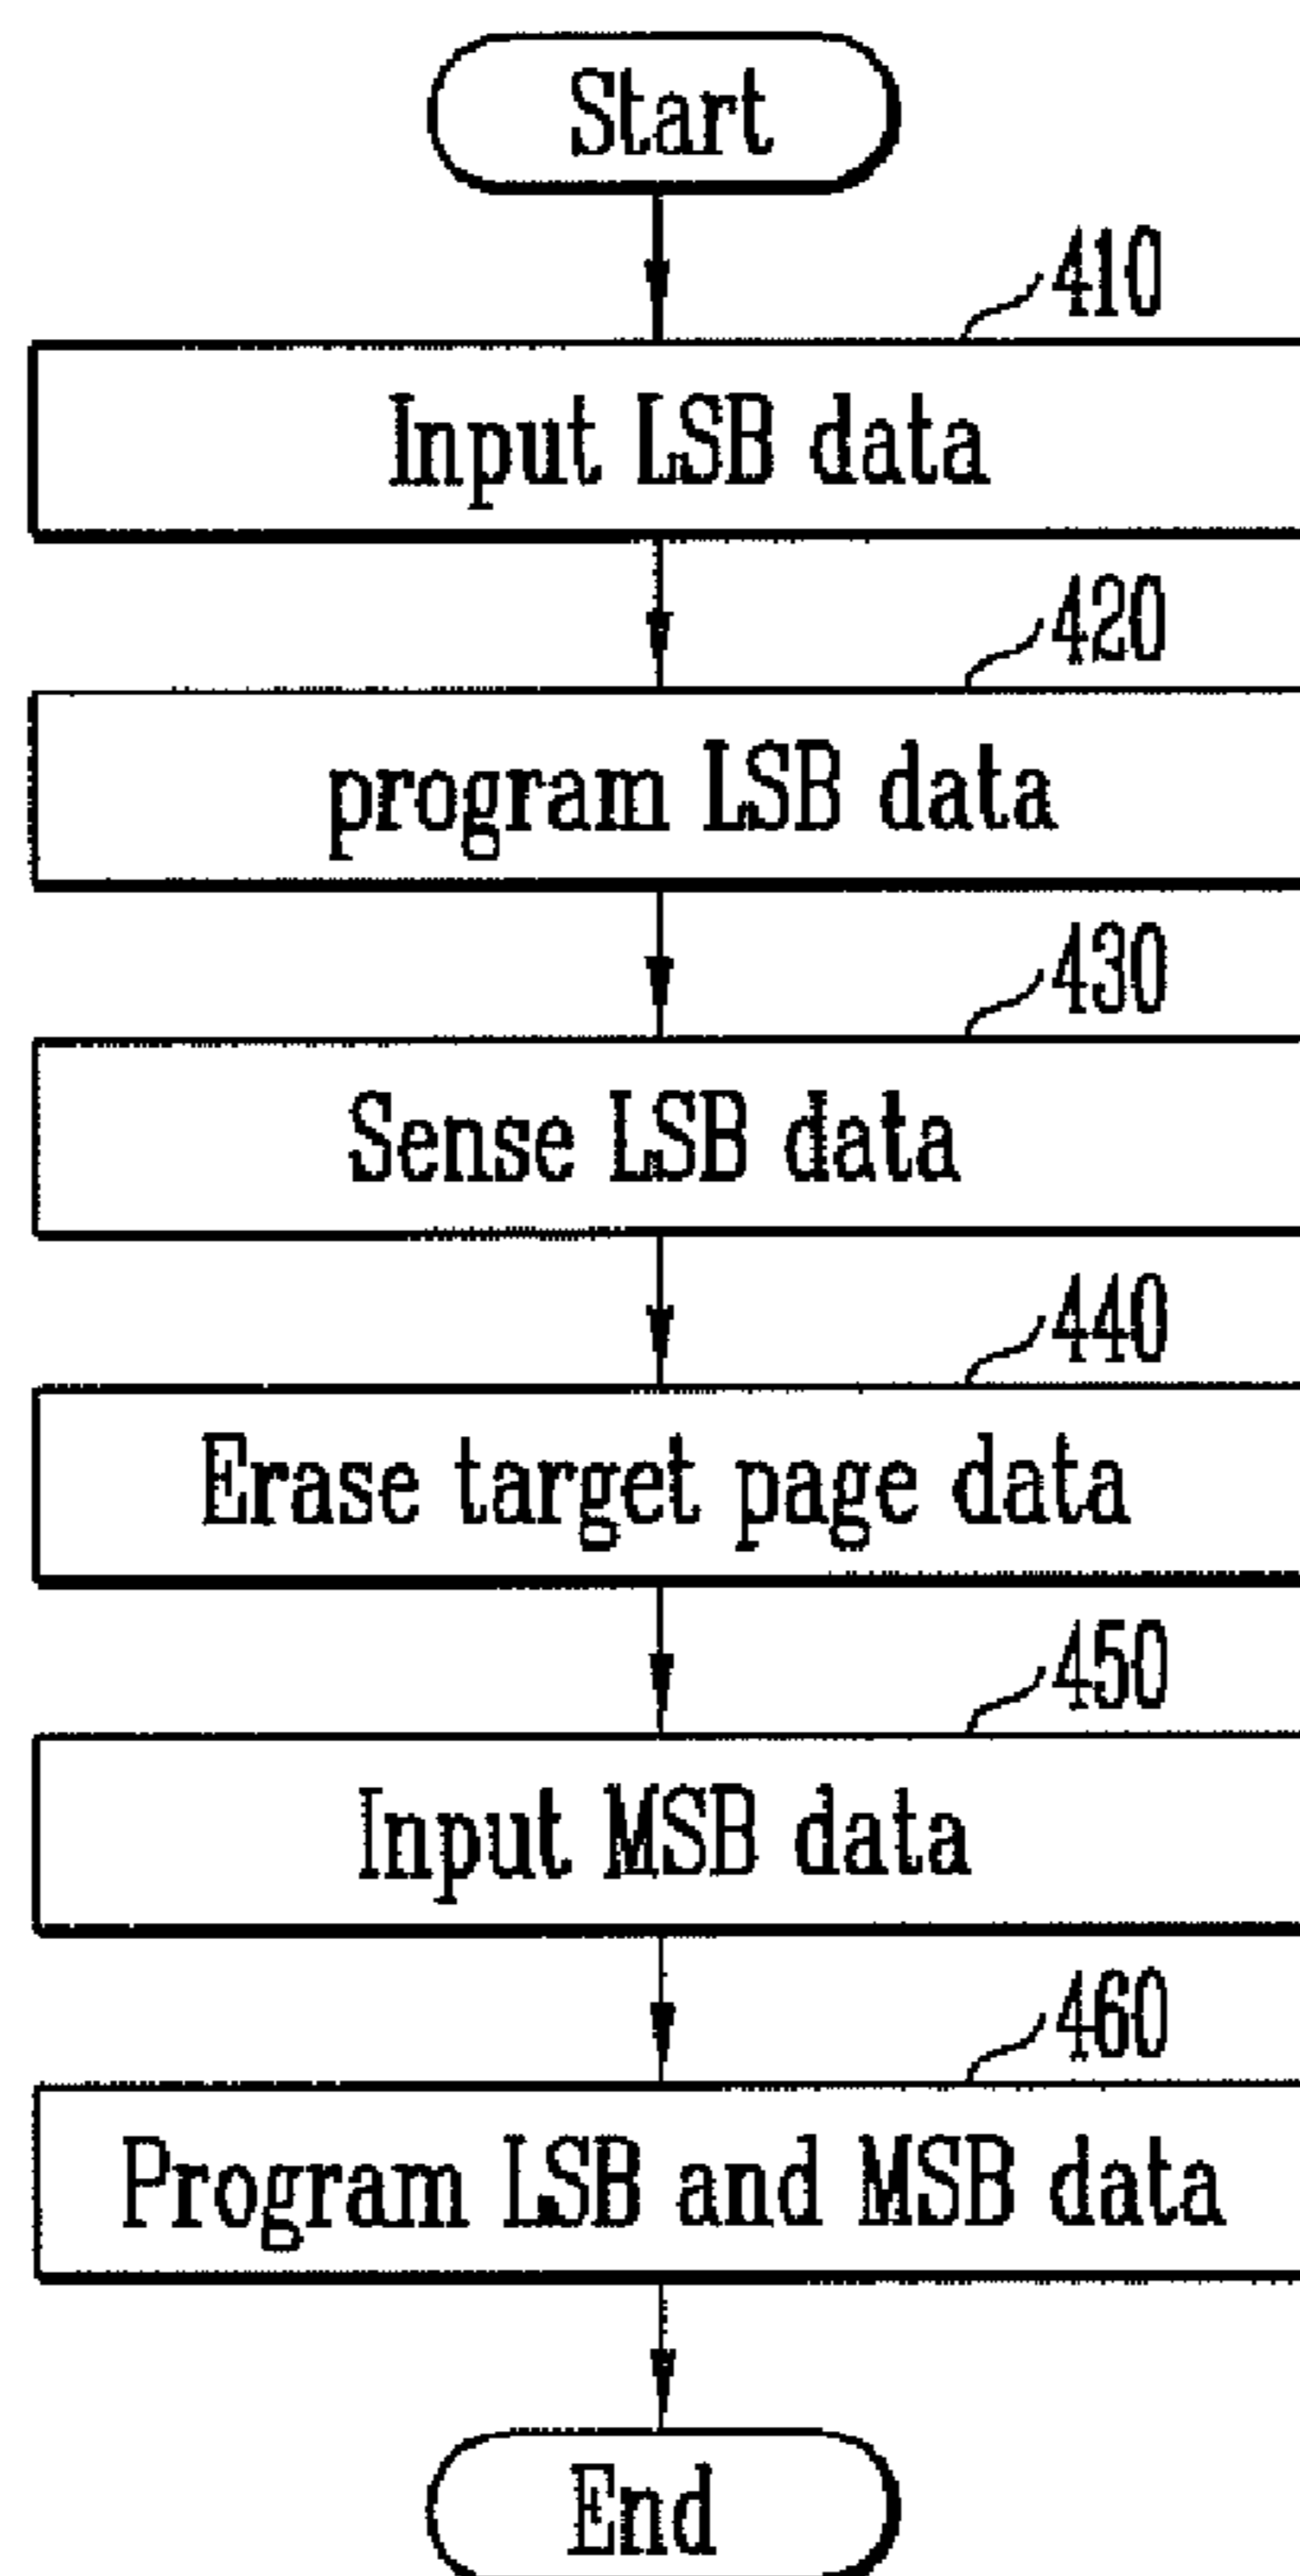 Start
410
Input LSB data
420
program LSB data
430
Sense LSB data
440
Erase target page data
450
Input MSB data
460
Program LSB and MSB data
End